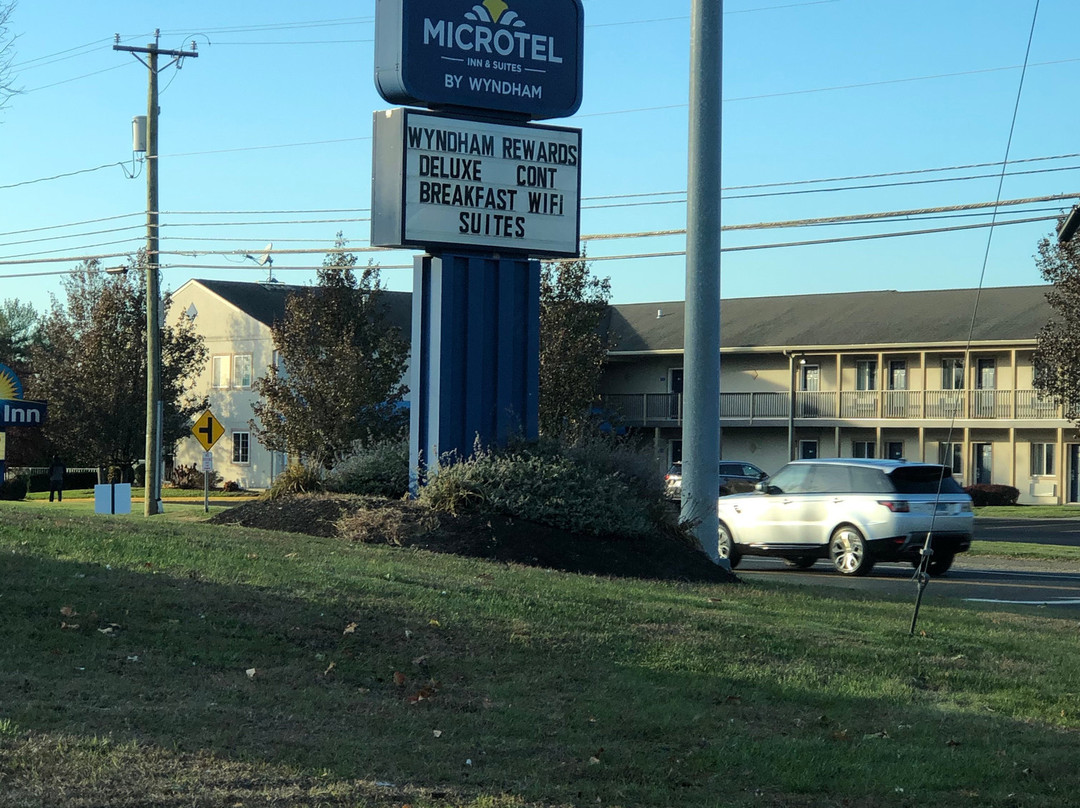 MICROTEL
INN & SUITES
BY WYNDHAM
WYNDHAM REWARDS
DELUXE CONT
BREAKFAST WIFI
SUITES
Inn